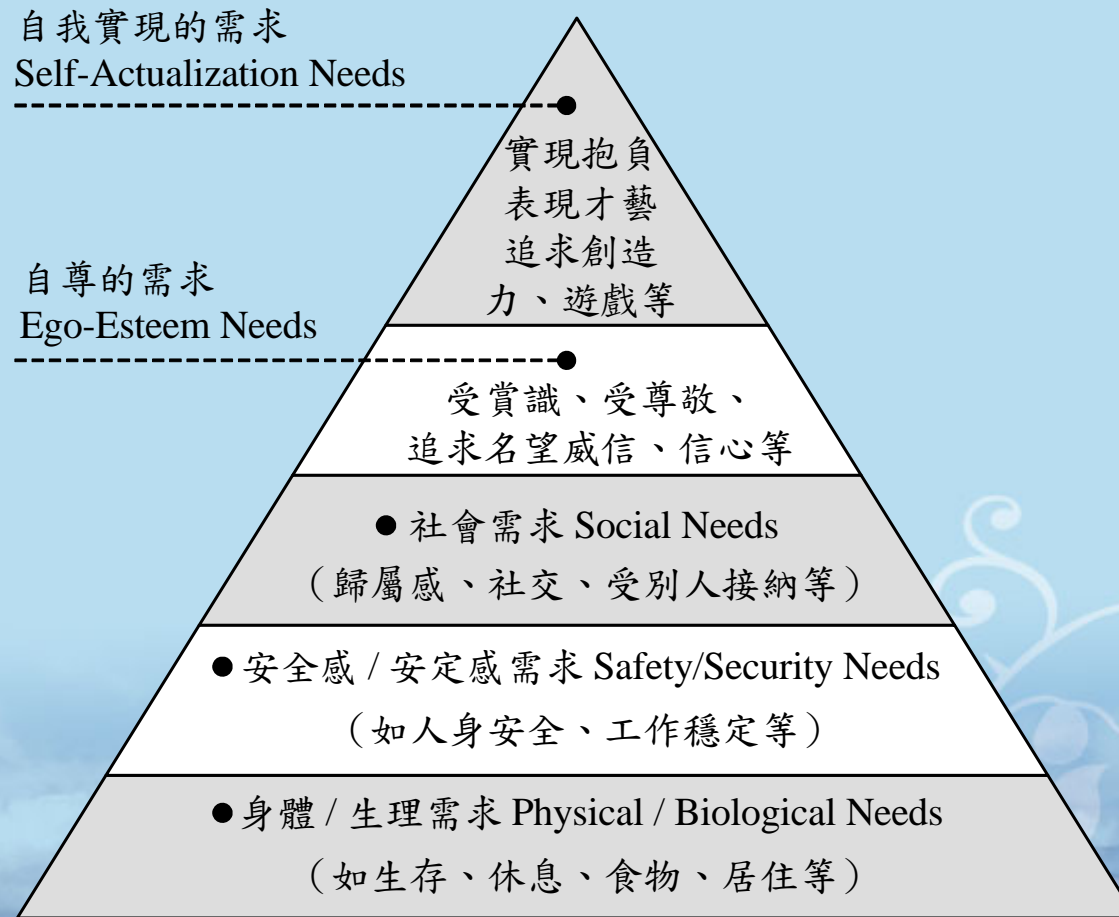 自我實現的需求
Self-Actualization Needs
實現抱負
表現才藝
追求創造
力、遊戲等
自尊的需求
Ego-Esteem Needs
受賞識、受尊敬、
追求名望威信、信心等
●社會需求 Social Needs
（歸屬感、社交、受別人接納等）
●安全感 / 安定感需求 Safety/Security Needs
（如人身安全、工作穩定等）
●身體 / 生理需求 Physical / Biological Needs
（如生存、休息、食物、居住等）